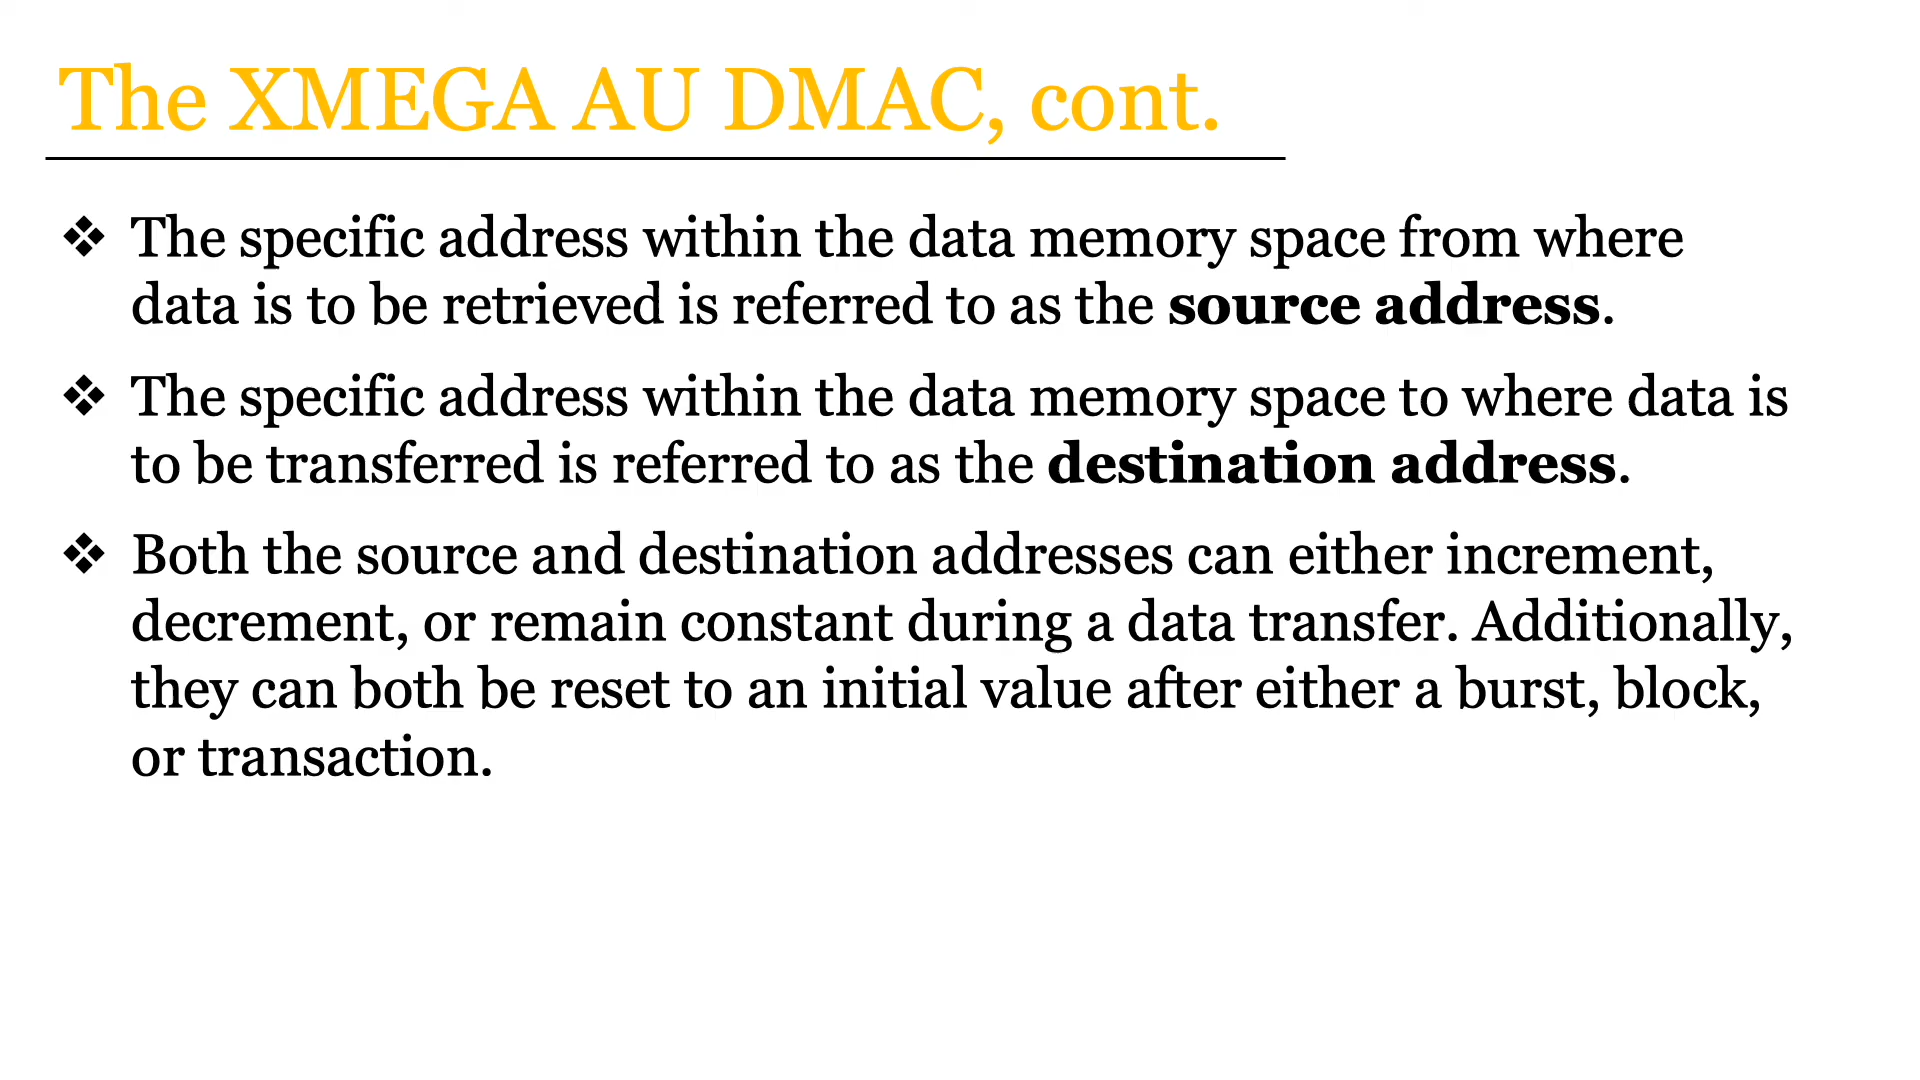 The XMEGA AU DMAC, cont.
❖ The specific address within the data memory space from where
data is to be retrieved is referred to as the source address.
❖ The specific address within the data memory space to where data is
to be transferred is referred to as the destination address.
❖ Both the source and destination addresses can either increment,
decrement, or remain constant during a data transfer. Additionally,
they can both be reset to an initial value after either a burst, block,
or transaction.